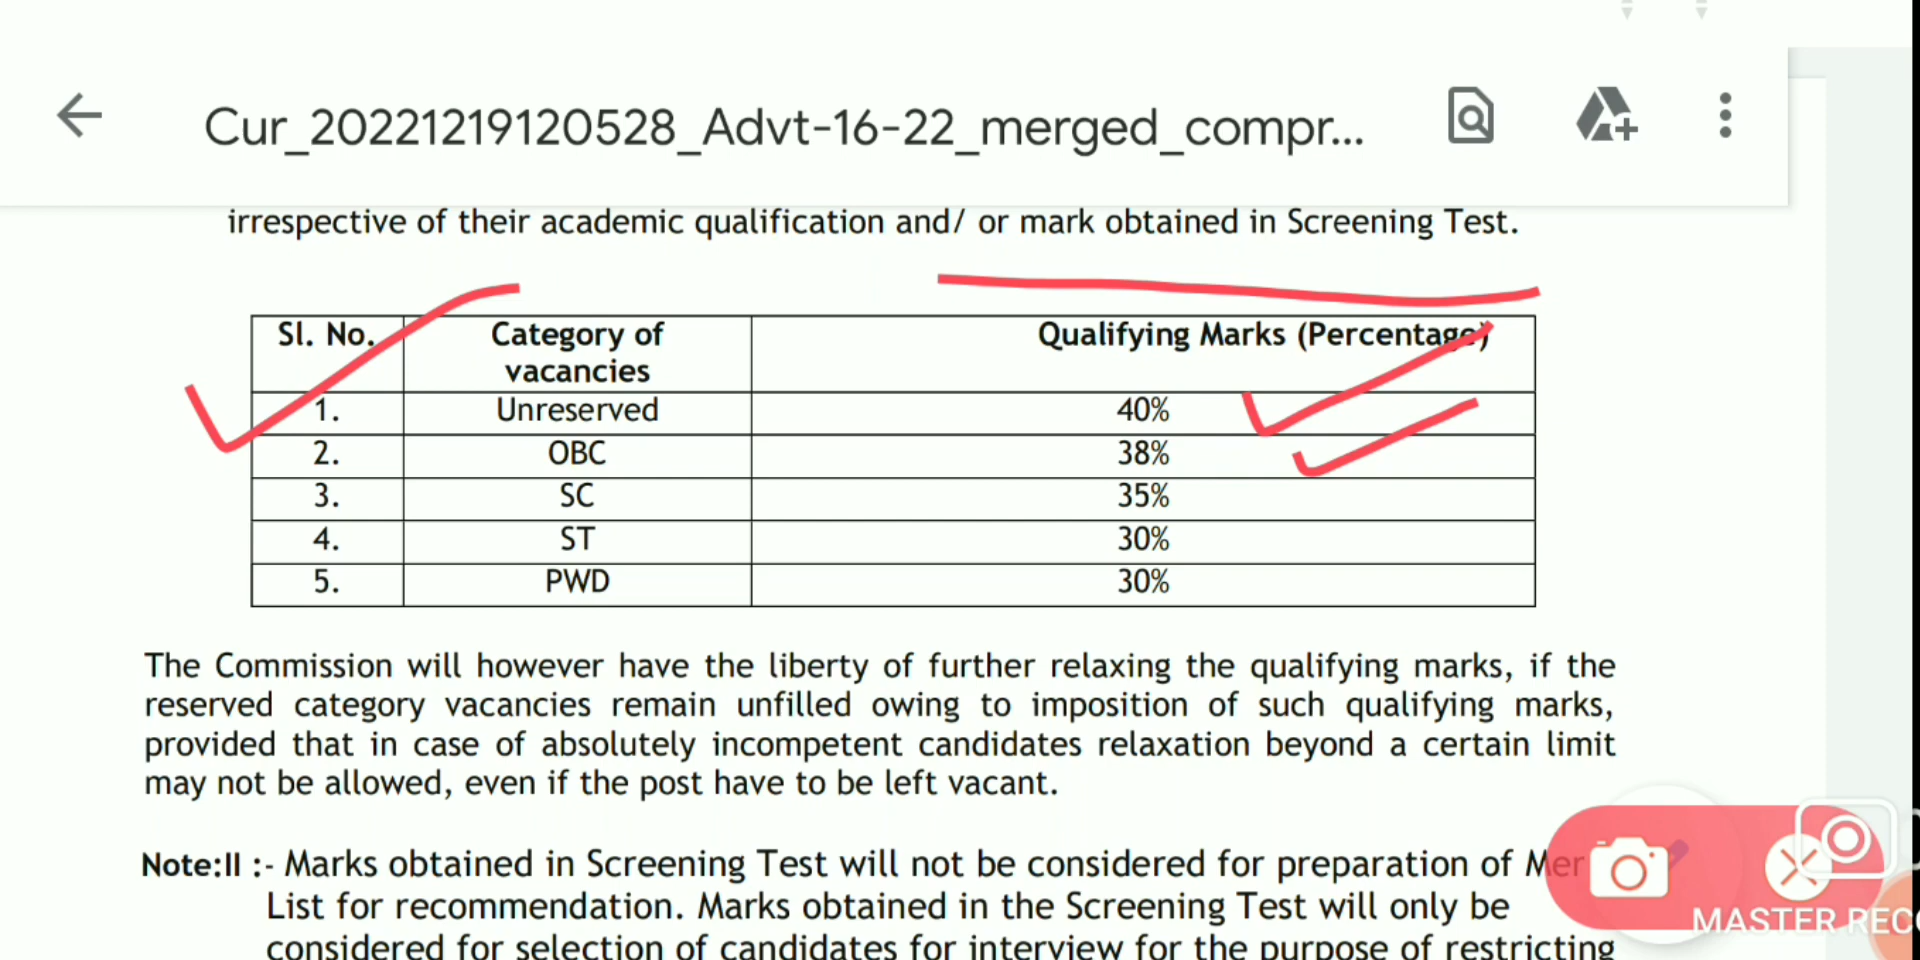 Cur_20221219120528_Advt-16-22_merged_compr...
irrespective of their academic qualification and/ or mark obtained in Screening Test.
Sl. No. Category of vacancies Qualifying Marks (Percentage)
1. Unreserved 40%
2. OBC 38%
3. SC 35%
4. ST 30%
5. PWD 30%
The Commission will however have the liberty of further relaxing the qualifying marks, if the
reserved category vacancies remain unfilled owing to imposition of such qualifying marks,
provided that in case of absolutely incompetent candidates relaxation beyond a certain limit
may not be allowed, even if the post have to be left vacant.
Note:II :- Marks obtained in Screening Test will not be considered for preparation of Mer
List for recommendation. Marks obtained in the Screening Test will only be
considered for selection of candidates for interview for the purpose of restricting
MASTER REC